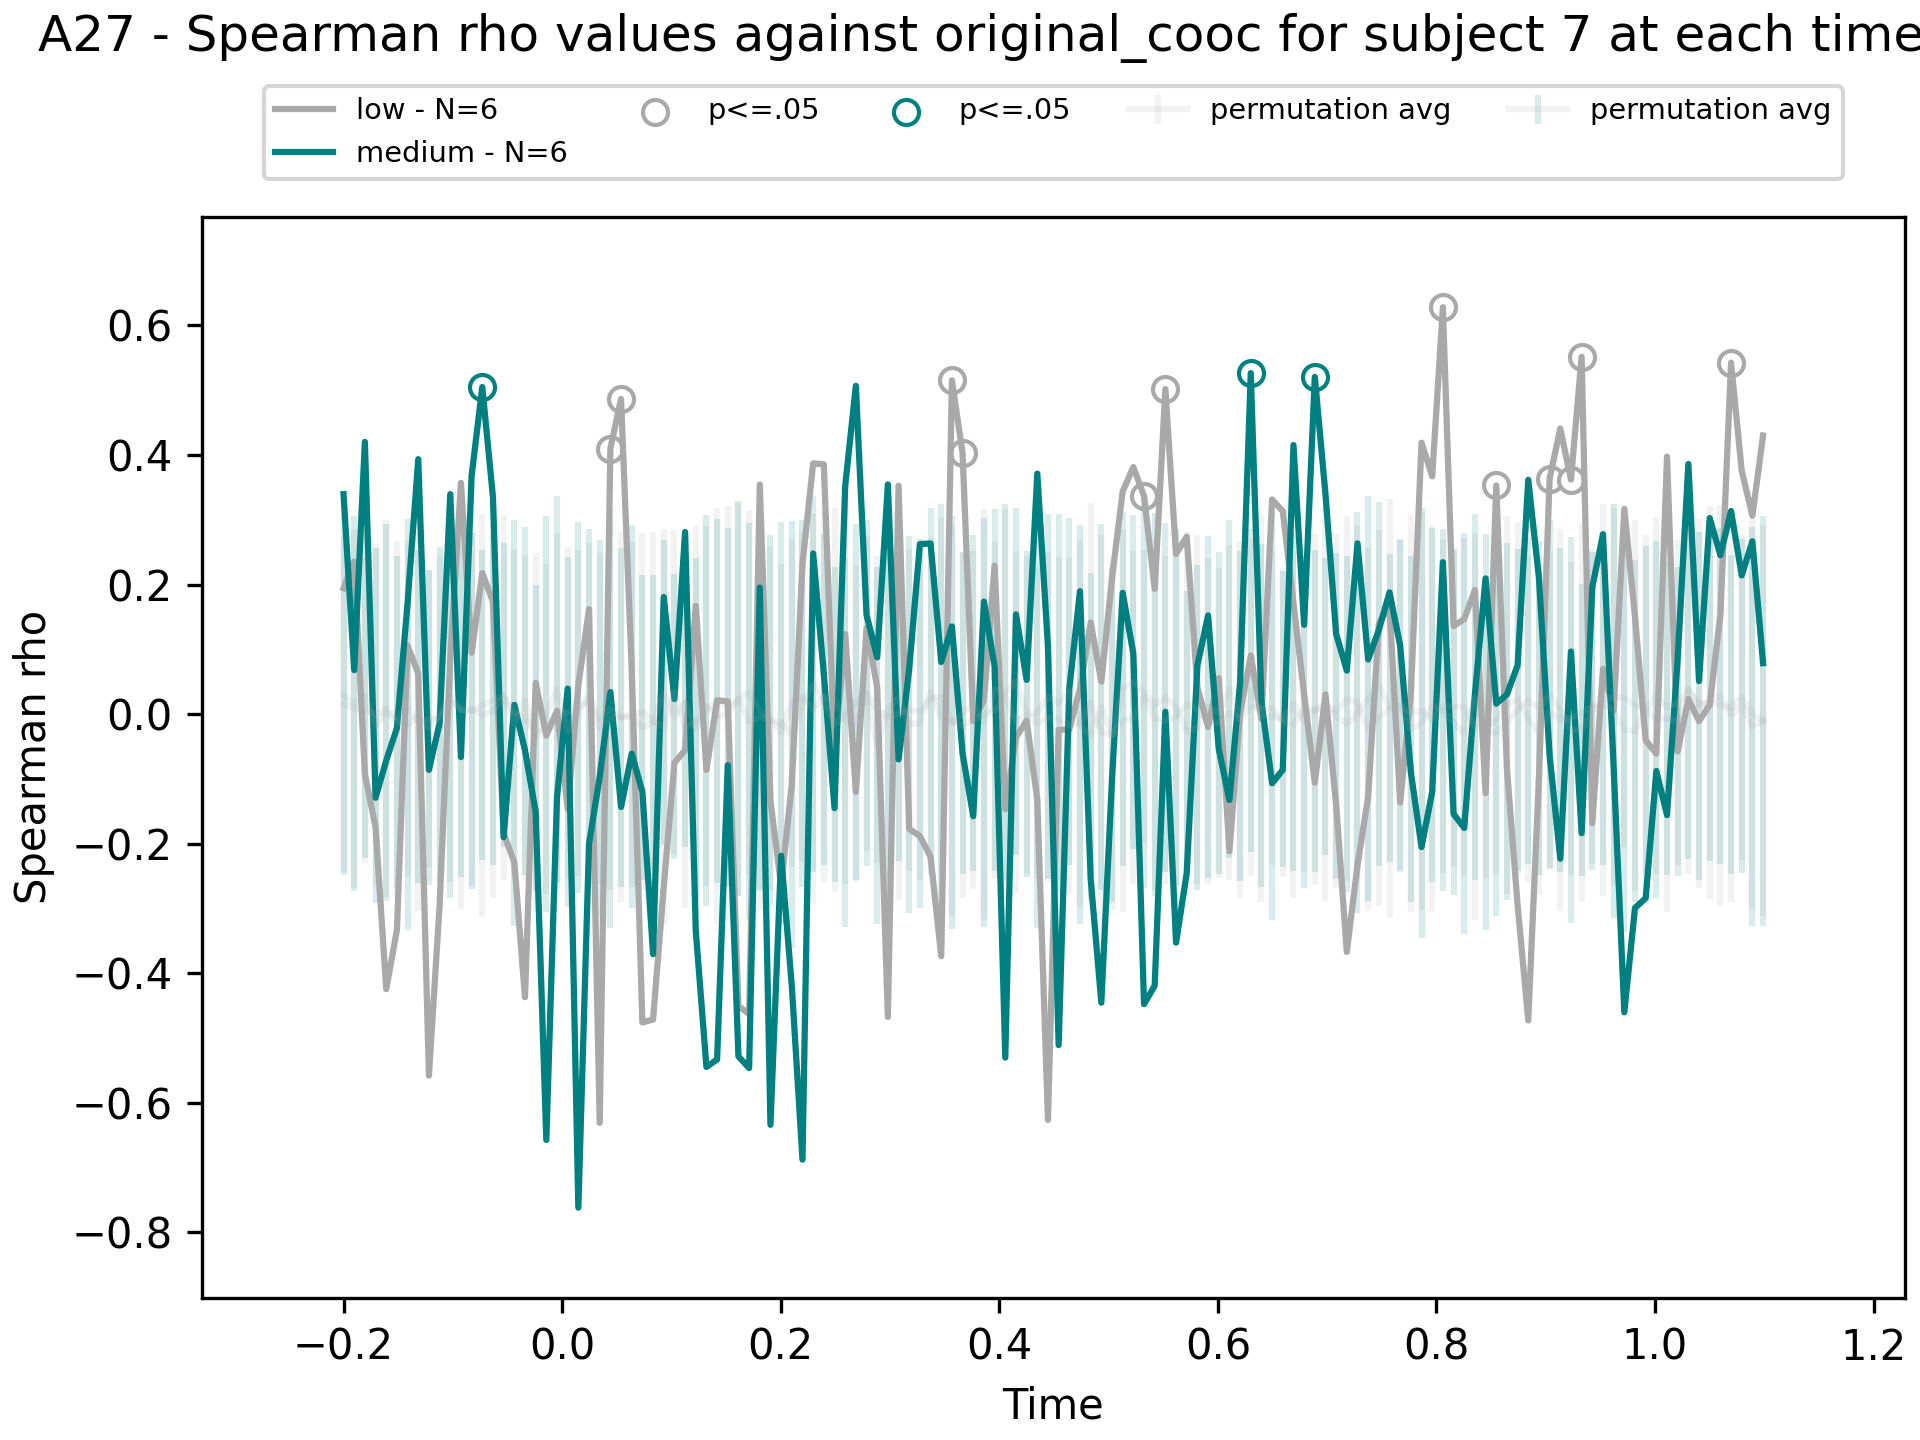 A27 - Spearman rho values against original_cooc for subject 7 at each time
low - N=6 p<=.05 p<=.05 permutation avg permutation avg
medium - N=6
0.6
0.4
0.2
0.0
−0.2
−0.4
−0.6
−0.8
Spearman rho
−0.2 0.0 0.2 0.4 0.6 0.8 1.0 1.2
Time